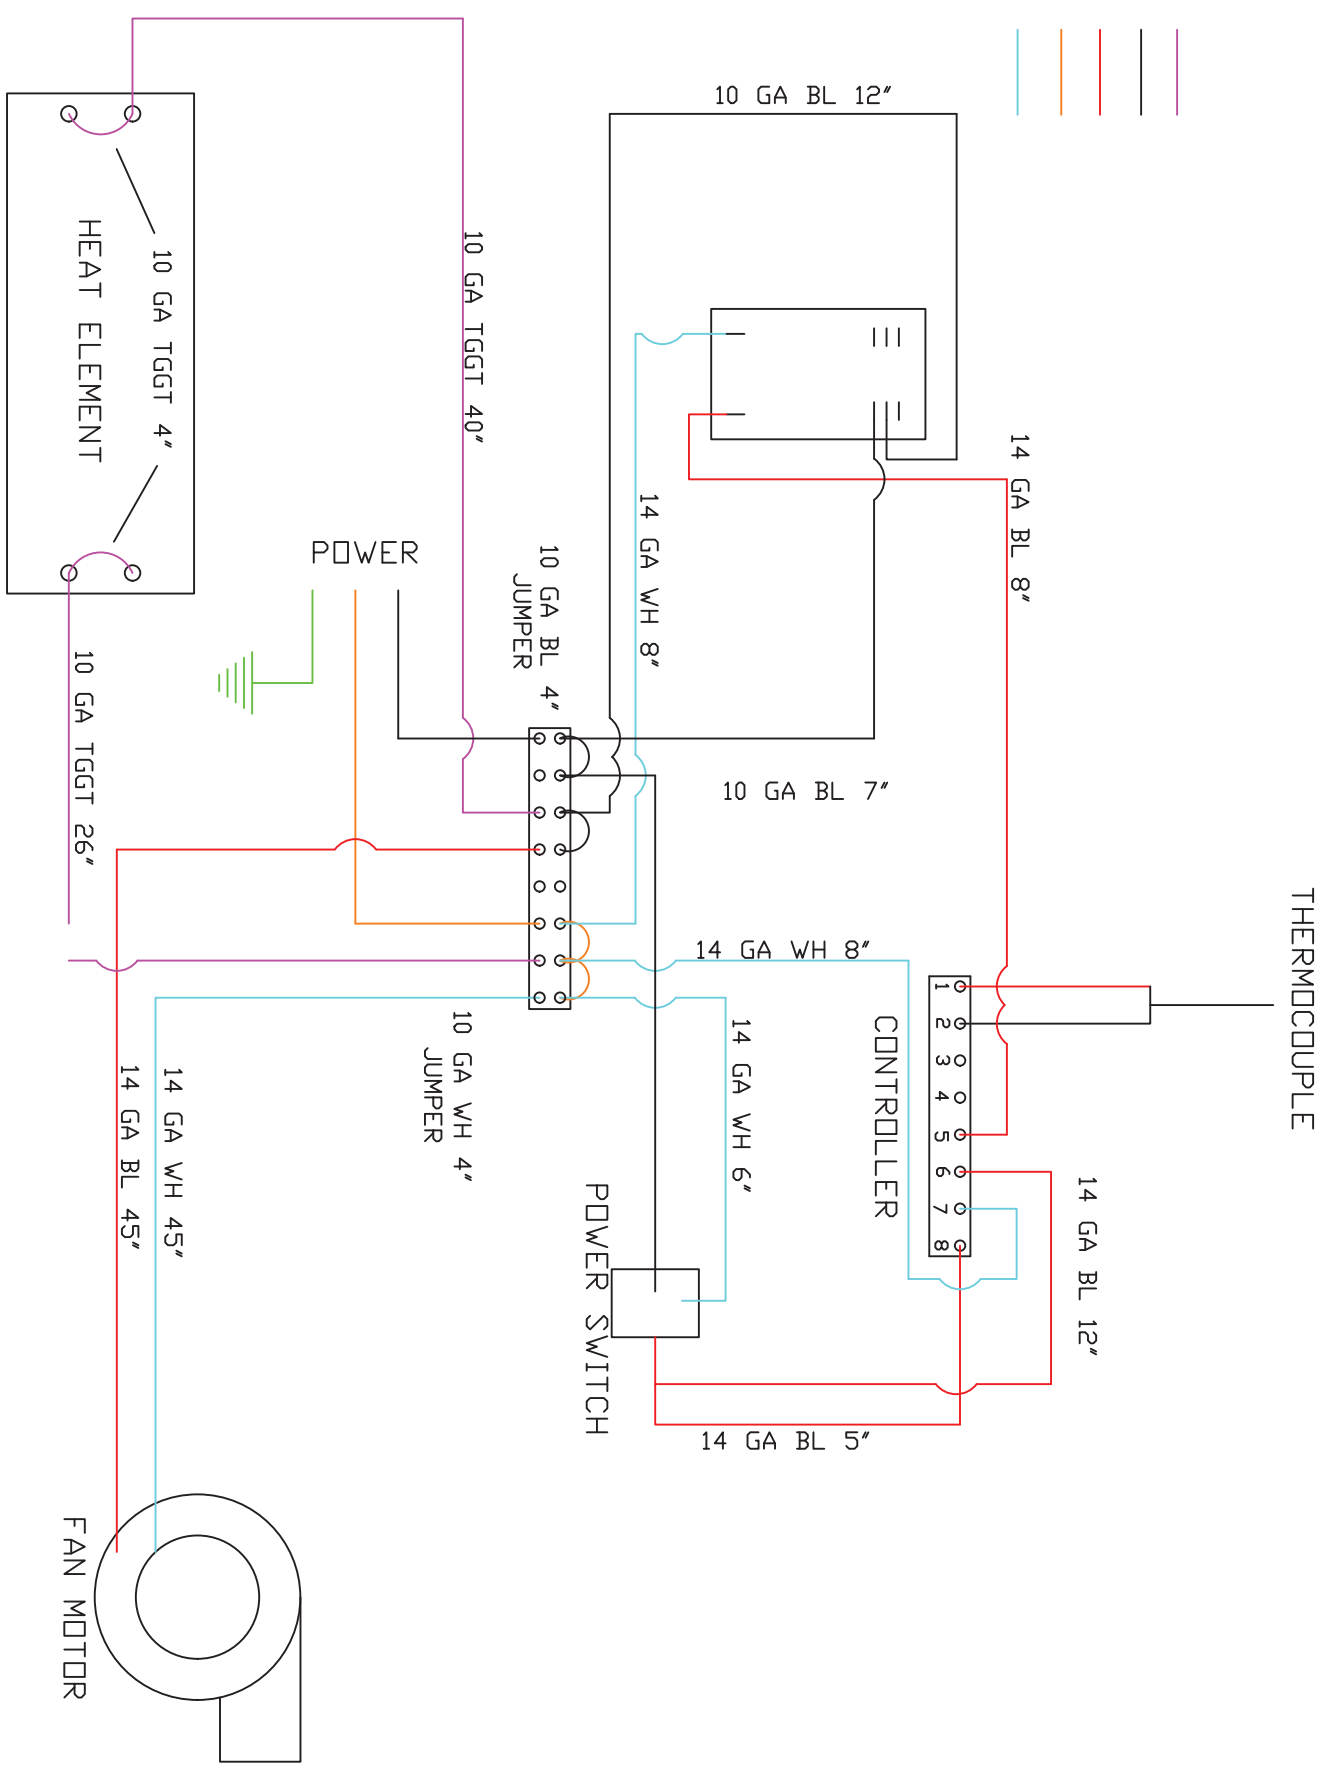 10 GA BL 12"
10 GA TGGT 4"
HEAT ELEMENT
10 GA TGGT 40"
14 GA BL 8"
14 GA WH 8"
POWER
10 GA BL 4"
JUMPER
10 GA TGGT 26"
10 GA BL 7"
THERMOCOUPLE
14 GA WH 8"
1
2
3
4
5
6
7
8
CONTROLLER
10 GA WH 4"
JUMPER
14 GA WH 6"
14 GA BL 45"
14 GA WH 45"
14 GA BL 12"
POWER SWITCH
14 GA BL 5"
FAN MOTOR